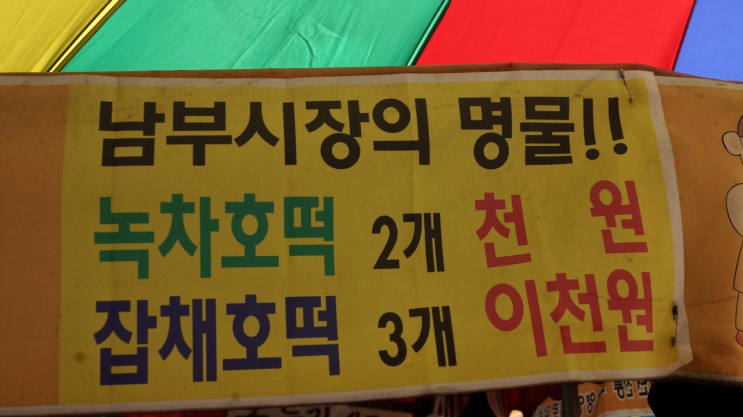 남부시장의 명물!!
녹차호떡 2개 천 원
잡채호떡 3개 이천원